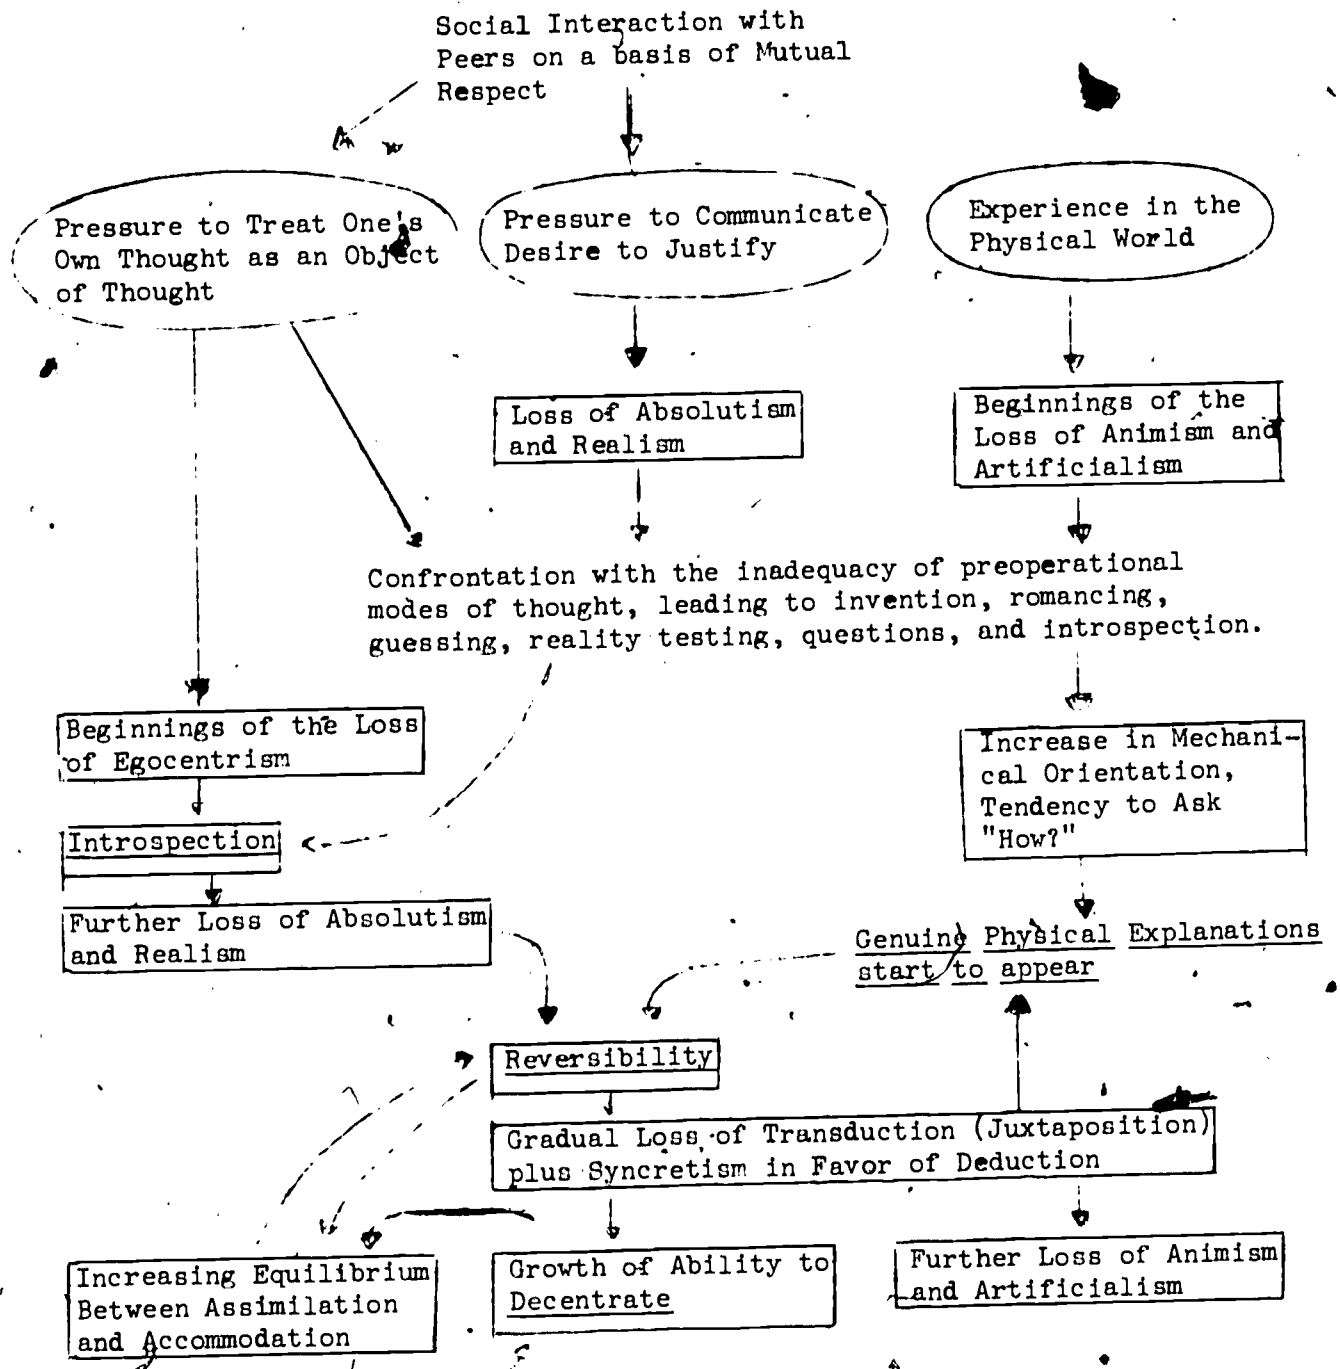 Social Interaction with
Peers on a basis of Mutual
Respect
Pressure to Treat One's
Own Thought as an Object
of Thought
Pressure to Communicate
Desire to Justify
Experience in the
Physical World
Loss of Absolutism
and Realism
Beginnings of the
Loss of Animism and
Artificialism
Confrontation with the inadequacy of preoperational
modes of thought, leading to invention, romancing,
guessing, reality testing, questions, and introspection.
Beginnings of the Loss
of Egocentrism
Increase in Mechani-
cal Orientation,
Tendency to Ask
"How?"
Introspection
Further Loss of Absolutism
and Realism
Genuine Physical Explanations
start to appear
Reversibility
Gradual Loss of Transduction (Juxtaposition)
plus Syncretism in Favor of Deduction
Increasing Equilibrium
Between Assimilation
and Accommodation
Growth of Ability to
Decentrate
Further Loss of Animism
and Artificialism